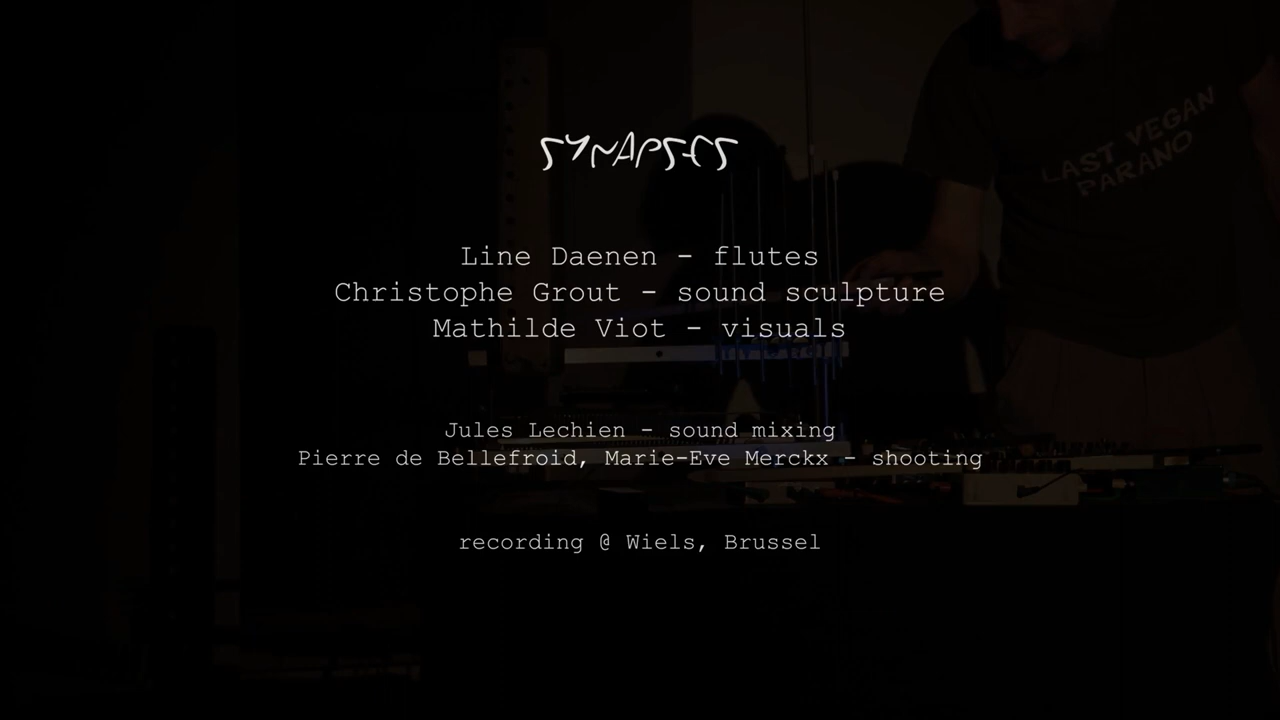 SYNAPSES
Line Daenen - flutes
Christophe Grout - sound sculpture
Mathilde Viot - visuals
Jules Lechien - sound mixing
Pierre de Bellefroid, Marie-Eve Merckx - shooting
recording @ Wiels, Brussel
LAST VEGAN
PARANO